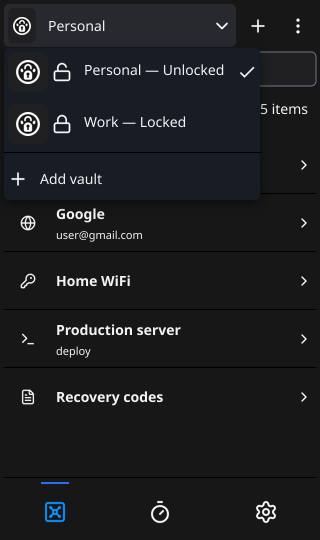 Personal
Personal — Unlocked
Work — Locked
Add vault
5 items
Google
user@gmail.com
Home WiFi
Production server
deploy
Recovery codes